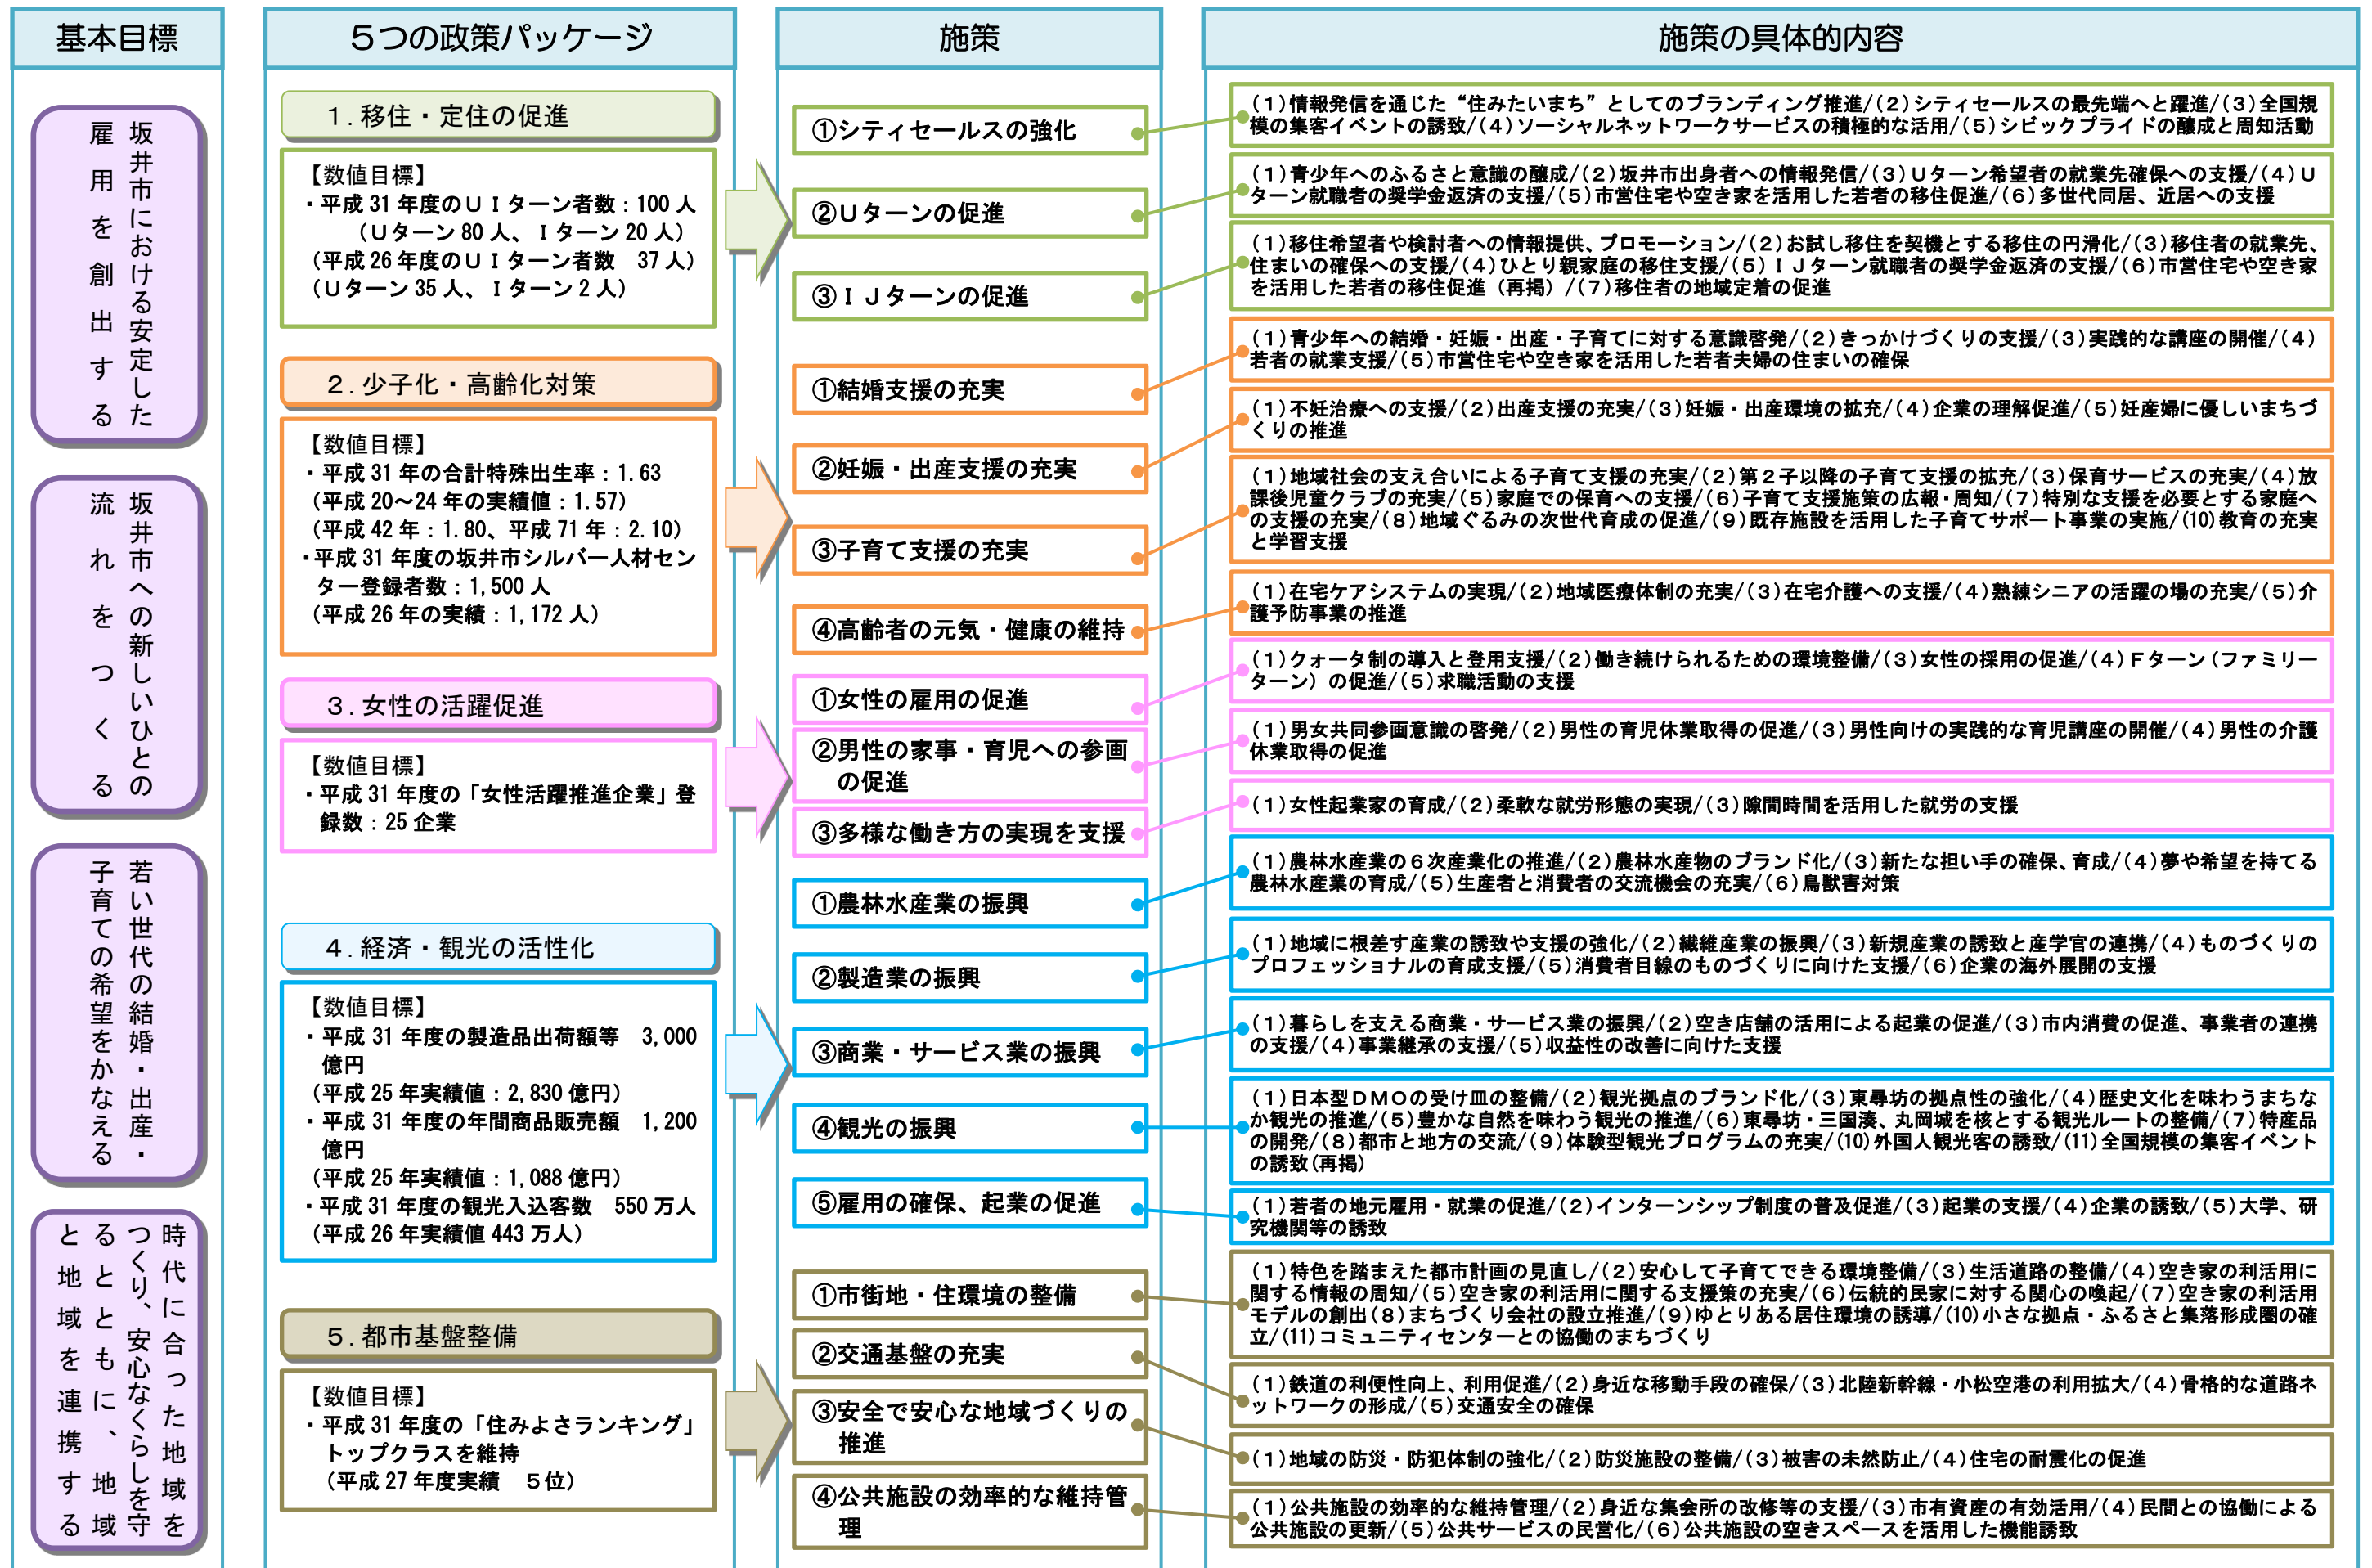 基本目標
坂井市における安定した
雇用を創出する
坂井市への新しいひとの
流れをつくる
若い世代の結婚・出産・
子育ての希望をかなえる
時代に合った地域を
つくり、安心なくらしを守
るとともに、地域
と地域を連携する
５つの政策パッケージ
１．移住・定住の促進
【数値目標】
・平成31年度のＵＩターン者数：100人
（Ｕターン80人、Ｉターン20人）
（平成26年度のＵＩターン者数　37人）
（Ｕターン35人、Ｉターン2人）
２．少子化・高齢化対策
【数値目標】
・平成31年の合計特殊出生率：1.63
（平成20～24年の実績値：1.57）
（平成42年：1.80、平成71年：2.10）
・平成31年度の坂井市シルバー人材セン
ター登録者数：1,500人
（平成26年の実績：1,172人）
３．女性の活躍促進
【数値目標】
・平成31年度の「女性活躍推進企業」登
録数：25企業
４．経済・観光の活性化
【数値目標】
・平成31年度の製造品出荷額等　3,000
億円
（平成25年実績値：2,830億円）
・平成31年度の年間商品販売額　1,200
億円
（平成25年実績値：1,088億円）
・平成31年度の観光入込客数　550万人
（平成26年実績値443万人）
５．都市基盤整備
【数値目標】
・平成31年度の「住みよさランキング」
トップクラスを維持
（平成27年度実績　５位）
施策
①シティセールスの強化
②Ｕターンの促進
③ＩＪターンの促進
①結婚支援の充実
②妊娠・出産支援の充実
③子育て支援の充実
④高齢者の元気・健康の維持
①女性の雇用の促進
②男性の家事・育児への参画
の促進
③多様な働き方の実現を支援
①農林水産業の振興
②製造業の振興
③商業・サービス業の振興
④観光の振興
⑤雇用の確保、起業の促進
①市街地・住環境の整備
②交通基盤の充実
③安全で安心な地域づくりの
推進
④公共施設の効率的な維持管
理
施策の具体的内容
(1)情報発信を通じた“住みたいまち”としてのブランディング推進/(2)シティセールスの最先端へと躍進/(3)全国規
模の集客イベントの誘致/(4)ソーシャルネットワークサービスの積極的な活用/(5)シビックプライドの醸成と周知活動
(1)青少年へのふるさと意識の醸成/(2)坂井市出身者への情報発信/(3)Ｕターン希望者の就業先確保への支援/(4)Ｕ
ターン就職者の奨学金返済の支援/(5)市営住宅や空き家を活用した若者の移住促進/(6)多世代同居、近居への支援
(1)移住希望者や検討者への情報提供、プロモーション/(2)お試し移住を契機とする移住の円滑化/(3)移住者の就業先、
住まいの確保への支援/(4)ひとり親家庭の移住支援/(5)ＩＪターン就職者の奨学金返済の支援/(6)市営住宅や空き家
を活用した若者の移住促進（再掲）/(7)移住者の地域定着の促進
(1)青少年への結婚・妊娠・出産・子育てに対する意識啓発/(2)きっかけづくりの支援/(3)実践的な講座の開催/(4)
若者の就業支援/(5)市営住宅や空き家を活用した若者夫婦の住まいの確保
(1)不妊治療への支援/(2)出産支援の充実/(3)妊娠・出産環境の拡充/(4)企業の理解促進/(5)妊産婦に優しいまちづ
くりの推進
(1)地域社会の支え合いによる子育て支援の充実/(2)第２子以降の子育て支援の拡充/(3)保育サービスの充実/(4)放
課後児童クラブの充実/(5)家庭での保育への支援/(6)子育て支援施策の広報・周知/(7)特別な支援を必要とする家庭へ
の支援の充実/(8)地域ぐるみの次世代育成の促進/(9)既存施設を活用した子育てサポート事業の実施/(10)教育の充実
と学習支援
(1)在宅ケアシステムの実現/(2)地域医療体制の充実/(3)在宅介護への支援/(4)熟練シニアの活躍の場の充実/(5)介
護予防事業の推進
(1)クォータ制の導入と登用支援/(2)働き続けられるための環境整備/(3)女性の採用の促進/(4)Ｆターン(ファミリー
ターン）の促進/(5)求職活動の支援
(1)男女共同参画意識の啓発/(2)男性の育児休業取得の促進/(3)男性向けの実践的な育児講座の開催/(4)男性の介護
休業取得の促進
(1)女性起業家の育成/(2)柔軟な就労形態の実現/(3)隙間時間を活用した就労の支援
(1)農林水産業の６次産業化の推進/(2)農林水産物のブランド化/(3)新たな担い手の確保、育成/(4)夢や希望を持てる
農林水産業の育成/(5)生産者と消費者の交流機会の充実/(6)鳥獣害対策
(1)地域に根差す産業の誘致や支援の強化/(2)繊維産業の振興/(3)新規産業の誘致と産学官の連携/(4)ものづくりの
プロフェッショナルの育成支援/(5)消費者目線のものづくりに向けた支援/(6)企業の海外展開の支援
(1)暮らしを支える商業・サービス業の振興/(2)空き店舗の活用による起業の促進/(3)市内消費の促進、事業者の連携
の支援/(4)事業継承の支援/(5)収益性の改善に向けた支援
(1)日本型ＤＭＯの受け皿の整備/(2)観光拠点のブランド化/(3)東尋坊の拠点性の強化/(4)歴史文化を味わうまちな
か観光の推進/(5)豊かな自然を味わう観光の推進/(6)東尋坊・三国湊、丸岡城を核とする観光ルートの整備/(7)特産品
の開発/(8)都市と地方の交流/(9)体験型観光プログラムの充実/(10)外国人観光客の誘致/(11)全国規模の集客イベント
の誘致(再掲)
(1)若者の地元雇用・就業の促進/(2)インターンシップ制度の普及促進/(3)起業の支援/(4)企業の誘致/(5)大学、研
究機関等の誘致
(1)特色を踏まえた都市計画の見直し/(2)安心して子育てできる環境整備/(3)生活道路の整備/(4)空き家の利活用に
関する情報の周知/(5)空き家の利活用に関する支援策の充実/(6)伝統的民家に対する関心の喚起/(7)空き家の利活用
モデルの創出(8)まちづくり会社の設立推進/(9)ゆとりある居住環境の誘導/(10)小さな拠点・ふるさと集落形成圏の確
立/(11)コミュニティセンターとの協働のまちづくり
(1)鉄道の利便性向上、利用促進/(2)身近な移動手段の確保/(3)北陸新幹線・小松空港の利用拡大/(4)骨格的な道路ネ
ットワークの形成/(5)交通安全の確保
(1)地域の防災・防犯体制の強化/(2)防災施設の整備/(3)被害の未然防止/(4)住宅の耐震化の促進
(1)公共施設の効率的な維持管理/(2)身近な集会所の改修等の支援/(3)市有資産の有効活用/(4)民間との協働による
公共施設の更新/(5)公共サービスの民営化/(6)公共施設の空きスペースを活用した機能誘致